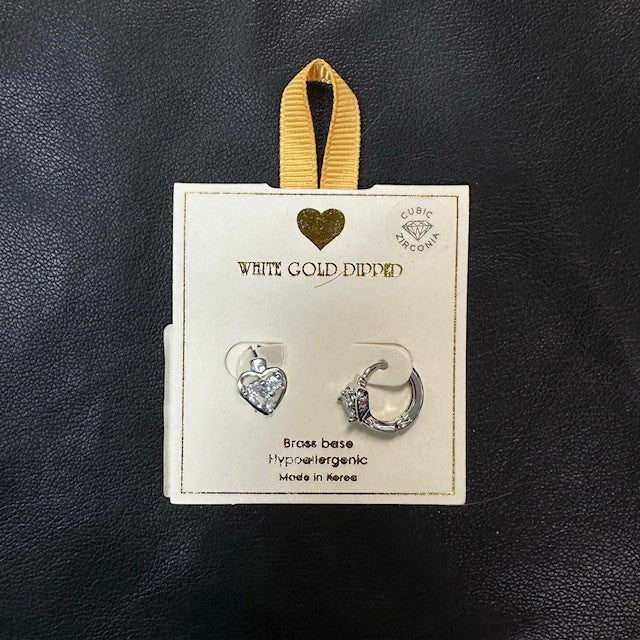 CUBIC
ZIRCONIA
WHITE GOLD DIPPED
Brass base
Hypoallergenic
Made in Korea